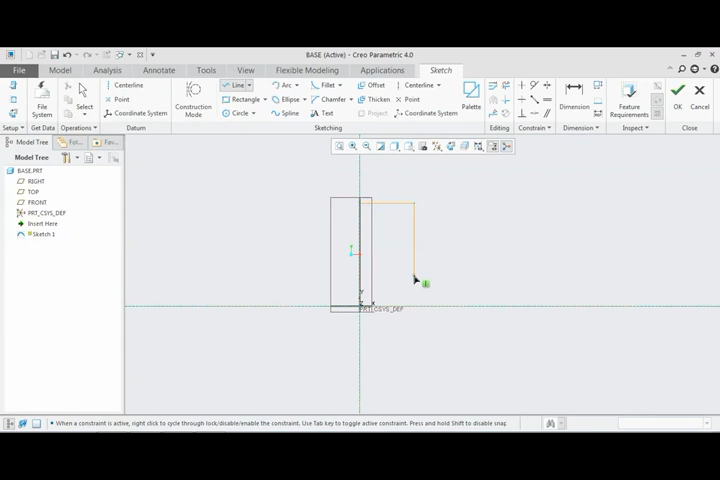 BASE (Active) - Creo Parametric 4.0
File Model Analysis Annotate Tools View Flexible Modeling Applications Sketch
Line Arc Fillet Offset Centerline
Centerline
Rectangle Ellipse Chamfer Thicken Point
Point
Circle Spline Text Project Coordinate System
Coordinate System
File System
Select
Construction Mode
Palette
Dimension
Feature Requirements
OK
Cancel
Setup Get Data Operations Datum Sketching Editing Constrain Dimension Inspect Close
Model Tree Fol... Fav...
Model Tree
BASE.PRT
RIGHT
TOP
FRONT
PRT_CSYS_DEF
Insert Here
Sketch 1
Y
Z X
PRT_CSYS_DEF
When a constraint is active, right click to cycle through lock/disable/enable the constraint. Use Tab key to toggle active constraint. Press and hold Shift to disable snap